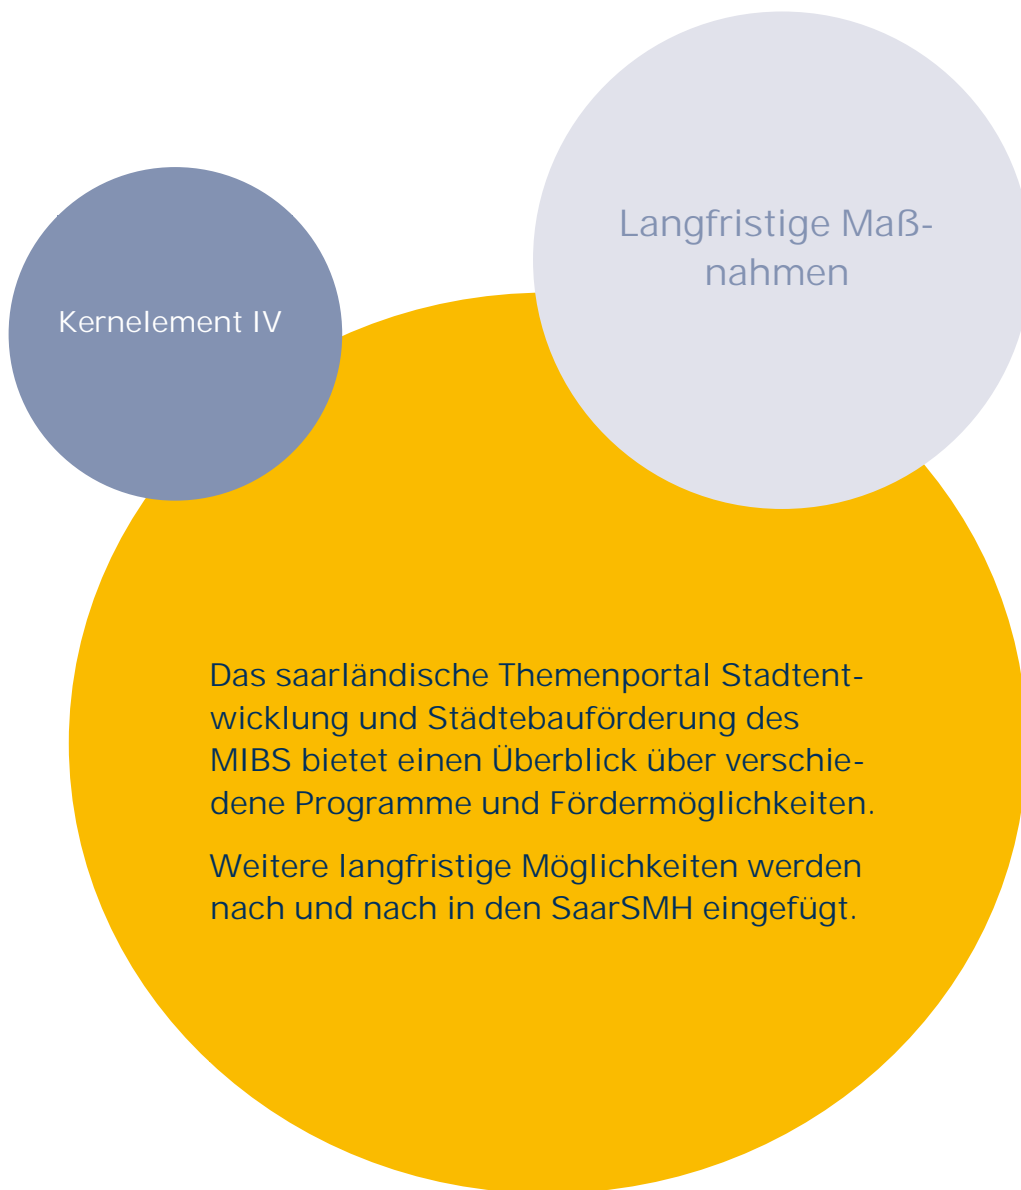 Langfristige Maß-
nahmen
Kernelement IV
Das saarländische Themenportal Stadtent-
wicklung und Städtebauförderung des
MIBS bietet einen Überblick über verschie-
dene Programme und Fördermöglichkeiten.
Weitere langfristige Möglichkeiten werden
nach und nach in den SaarSMH eingefügt.